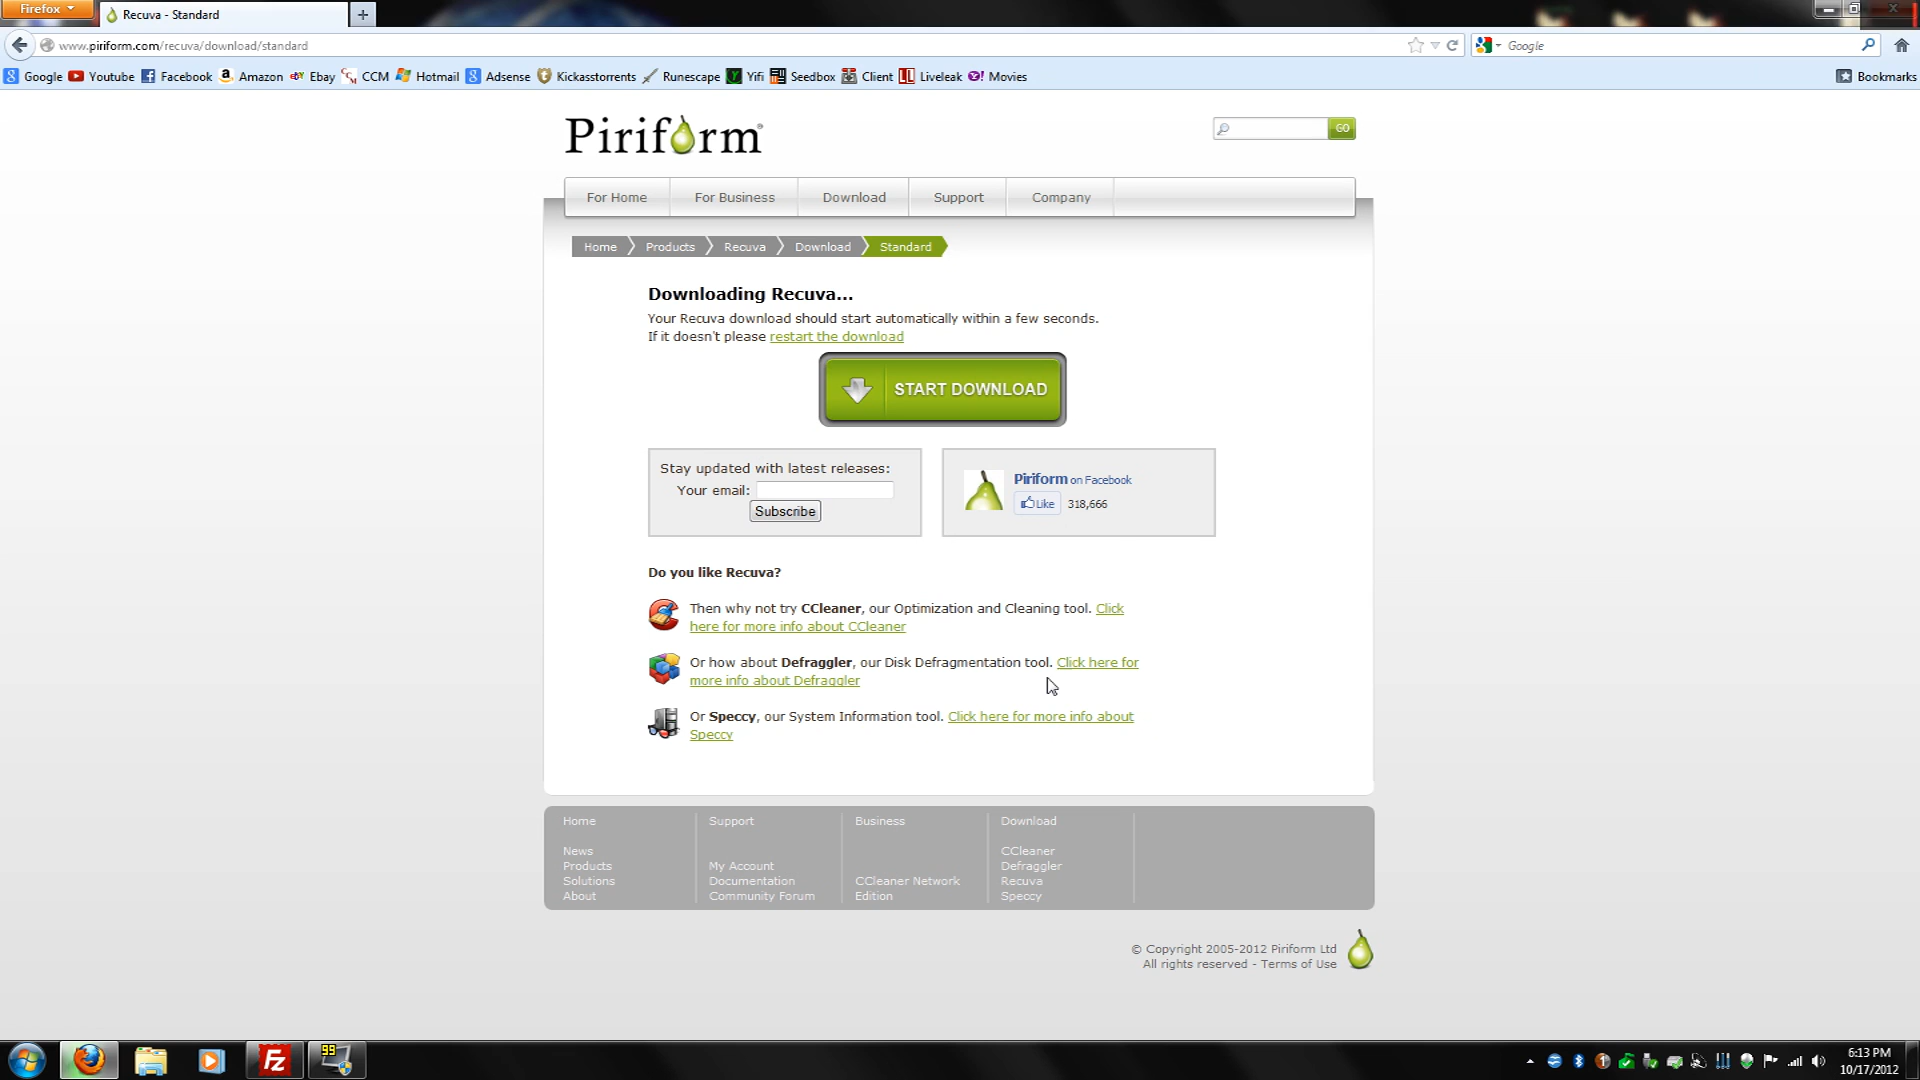 Firefox
Recuva - Standard
www.piriform.com/recuva/download/standard
Google
Google Youtube Facebook Amazon Ebay CCM Hotmail Adsense Kickasstorrents Runescape Yifi Seedbox Client Liveleak Movies Bookmarks
Piriform
GO
For Home For Business Download Support Company
Home Products Recuva Download Standard
Downloading Recuva...
Your Recuva download should start automatically within a few seconds.
If it doesn't please restart the download
START DOWNLOAD
Stay updated with latest releases:
Your email:
Subscribe
Piriform on Facebook
Like 318,666
Do you like Recuva?
Then why not try CCleaner, our Optimization and Cleaning tool. Click
here for more info about CCleaner
Or how about Defraggler, our Disk Defragmentation tool. Click here for
more info about Defraggler
Or Speccy, our System Information tool. Click here for more info about
Speccy
Home Support Business Download
News
Products
Solutions
About
My Account
Documentation
Community Forum
CCleaner Network
Edition
CCleaner
Defraggler
Recuva
Speccy
© Copyright 2005-2012 Piriform Ltd
All rights reserved - Terms of Use
99
6:13 PM
10/17/2012